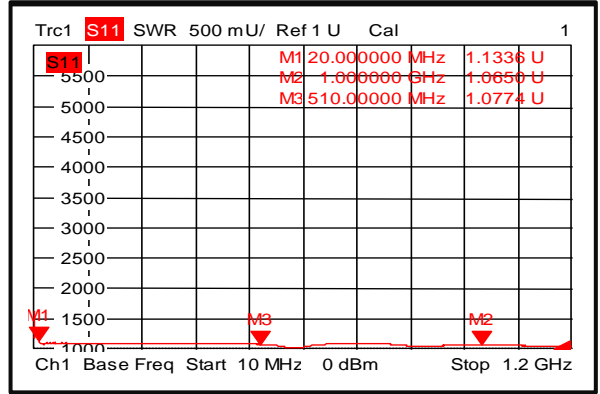 Trc1 S11 SWR 500 mU/ Ref 1 U Cal 1
S11 M1 20.000000 MHz 1.1336 U
5500 M2 1.000000 GHz 1.0650 U
5000 M3 510.00000 MHz 1.0774 U
4500
4000
3500
3000
2500
2000
M1 1500 M3 M2
1000
Ch1 Base Freq Start 10 MHz 0 dBm Stop 1.2 GHz